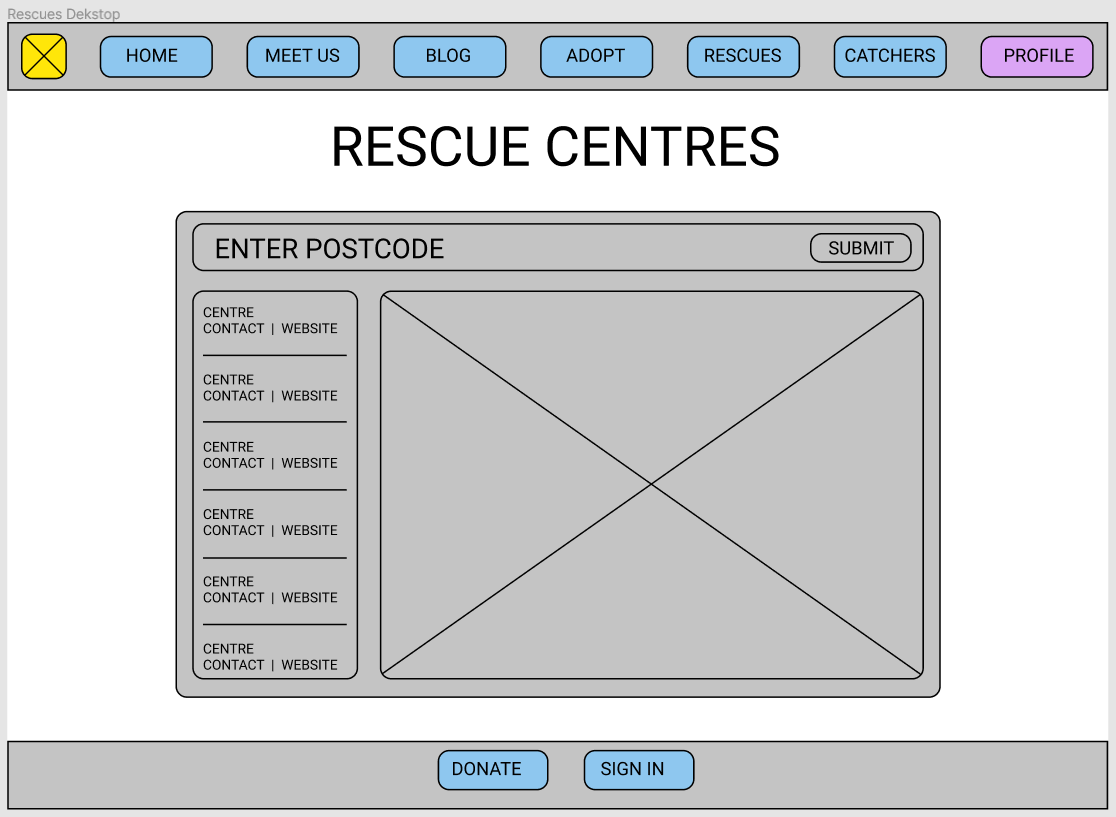 Rescues Dekstop
HOME MEET US BLOG ADOPT RESCUES CATCHERS PROFILE
RESCUE CENTRES
ENTER POSTCODE SUBMIT
CENTRE
CONTACT | WEBSITE
CENTRE
CONTACT | WEBSITE
CENTRE
CONTACT | WEBSITE
CENTRE
CONTACT | WEBSITE
CENTRE
CONTACT | WEBSITE
CENTRE
CONTACT | WEBSITE
DONATE SIGN IN